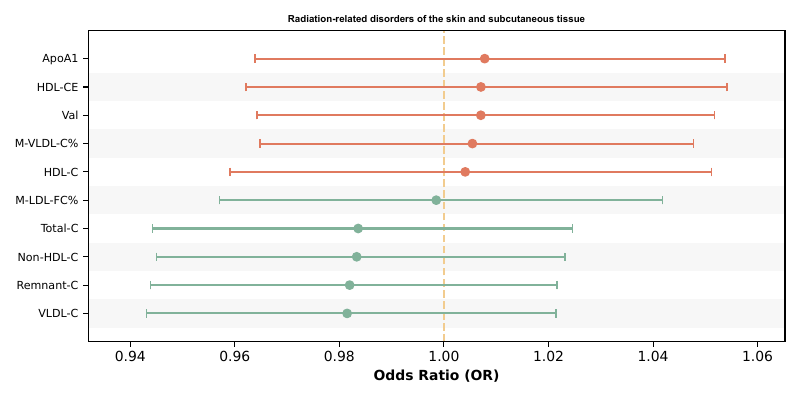 Radiation-related disorders of the skin and subcutaneous tissue
ApoA1
HDL-CE
Val
M-VLDL-C%
HDL-C
M-LDL-FC%
Total-C
Non-HDL-C
Remnant-C
VLDL-C
0.94 0.96 0.98 1.00 1.02 1.04 1.06
Odds Ratio (OR)